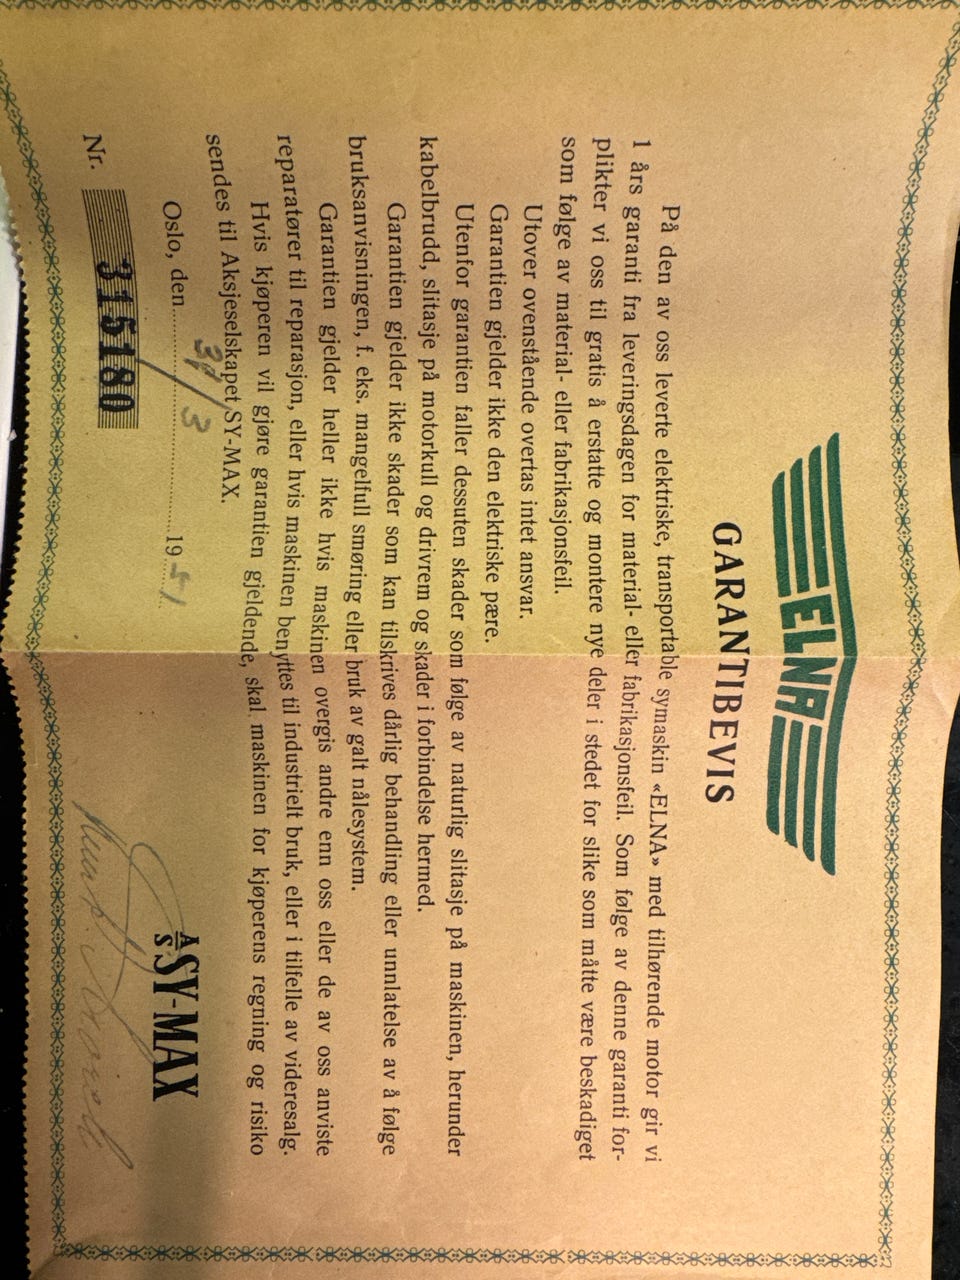 ELNA
GARANTIBEVIS
På den av oss leverte elektriske, transportable symaskin «ELNA» med tilhørende motor gir vi
1 års garanti fra leveringsdagen for material- eller fabrikasjonsfeil. Som følge av denne garanti for-
plikter vi oss til gratis å erstatte og montere nye deler i stedet for slike som måtte være beskadiget
som følge av material- eller fabrikasjonsfeil.
Utover ovenstående overtas intet ansvar.
Garantien gjelder ikke den elektriske pære.
Utenfor garantien faller dessuten skader som følge av naturlig slitasje på maskinen, herunder
kabelbrudd, slitasje på motorkull og drivrem og skader i forbindelse hermed.
Garantien gjelder ikke skader som kan tilskrives dårlig behandling eller unnlatelse av å følge
bruksanvisningen, f. eks. mangelfull smøring eller bruk av galt nålesystem.
Garantien gjelder heller ikke hvis maskinen overgis andre enn oss eller de av oss anviste
reparatører til reparasjon, eller hvis maskinen benyttes til industrielt bruk, eller i tilfelle av videresalg.
Hvis kjøperen vil gjøre garantien gjeldende, skal maskinen for kjøperens regning og risiko
sendes til Aksjeselskapet SY-MAX.
Oslo, den 1951
A/S SY-MAX
Nr. 315780